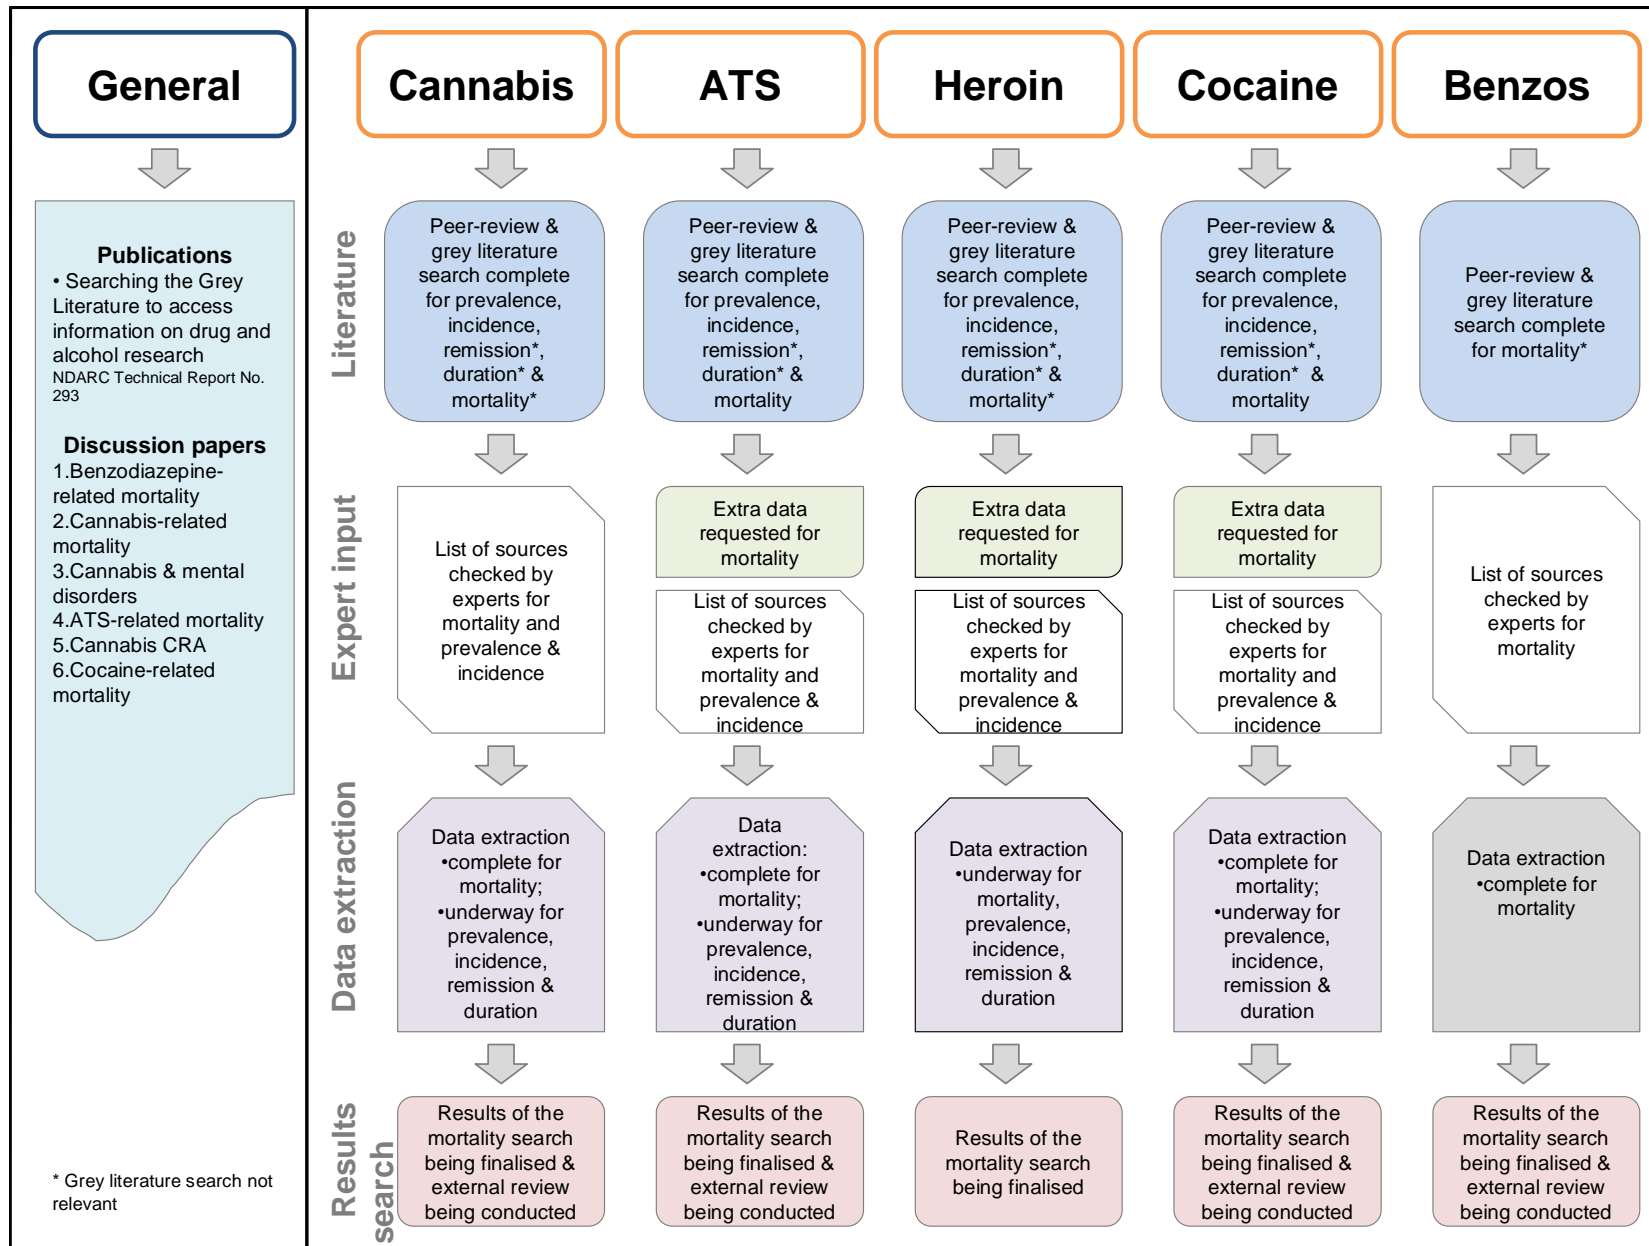 General
Cannabis
ATS
Heroin
Cocaine
Benzos
Publications
• Searching the Grey
Literature to access
information on drug and
alcohol research
NDARC Technical Report No.
293
Discussion papers
1.Benzodiazepine-
related mortality
2.Cannabis-related
mortality
3.Cannabis & mental
disorders
4.ATS-related mortality
5.Cannabis CRA
6.Cocaine-related
mortality
* Grey literature search not
relevant
Literature
Peer-review &
grey literature
search complete
for prevalence,
incidence,
remission*,
duration* &
mortality*
Peer-review &
grey literature
search complete
for prevalence,
incidence,
remission*,
duration* &
mortality
Peer-review &
grey literature
search complete
for prevalence,
incidence,
remission*,
duration* &
mortality*
Peer-review &
grey literature
search complete
for prevalence,
incidence,
remission*,
duration* &
mortality
Peer-review &
grey literature
search complete
for mortality*
Expert input
List of sources
checked by
experts for
mortality and
prevalence &
incidence
Extra data
requested for
mortality
List of sources
checked by
experts for
mortality and
prevalence &
incidence
Extra data
requested for
mortality
List of sources
checked by
experts for
mortality and
prevalence &
incidence
Extra data
requested for
mortality
List of sources
checked by
experts for
mortality and
prevalence &
incidence
List of sources
checked by
experts for
mortality
Data extraction
Data extraction
•complete for
mortality;
•underway for
prevalence,
incidence,
remission &
duration
Data
extraction:
•complete for
mortality;
•underway for
prevalence,
incidence,
remission &
duration
Data extraction
•underway for
mortality,
prevalence,
incidence,
remission &
duration
Data extraction
•complete for
mortality;
•underway for
prevalence,
incidence,
remission &
duration
Data extraction
•complete for
mortality
Results
search
Results of the
mortality search
being finalised &
external review
being conducted
Results of the
mortality search
being finalised &
external review
being conducted
Results of the
mortality search
being finalised
Results of the
mortality search
being finalised &
external review
being conducted
Results of the
mortality search
being finalised &
external review
being conducted